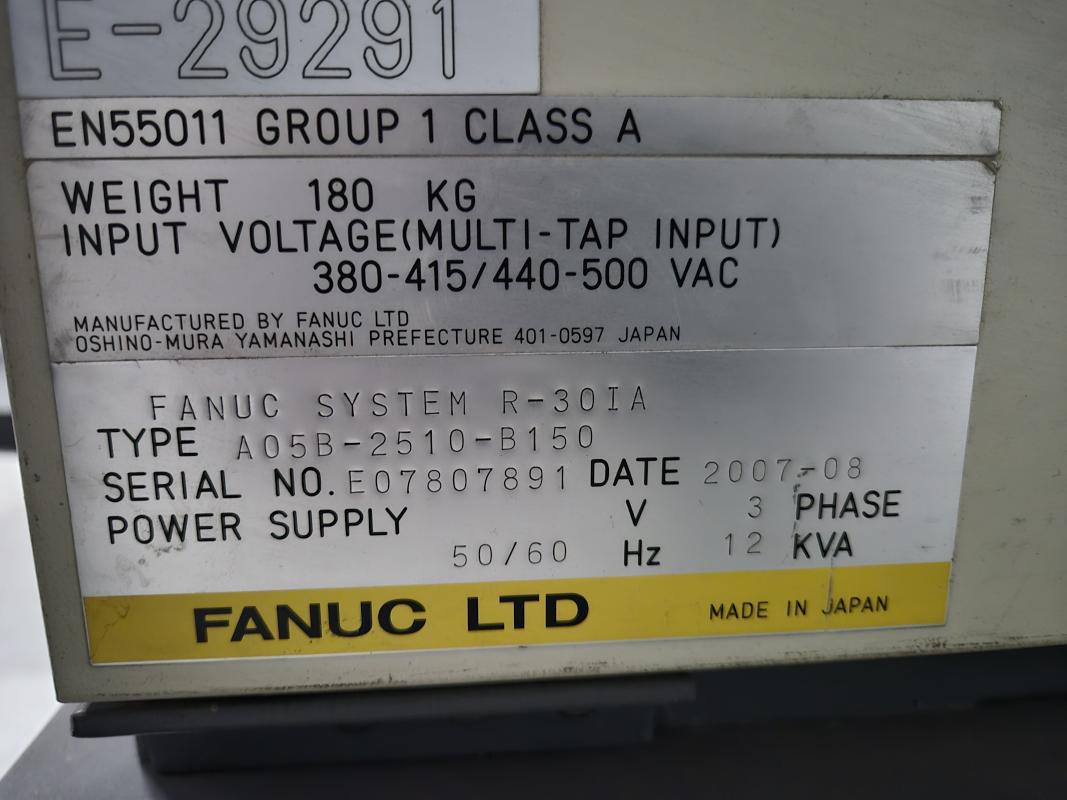 E-29291
EN55011 GROUP 1 CLASS A
WEIGHT 180 KG
INPUT VOLTAGE(MULTI-TAP INPUT)
380-415/440-500 VAC
MANUFACTURED BY FANUC LTD
OSHINO-MURA YAMANASHI PREFECTURE 401-0597 JAPAN
FANUC SYSTEM R-30IA
TYPE A05B-2510-B150
SERIAL NO. E07807891 DATE 2007-08
POWER SUPPLY V 3 PHASE
50/60 Hz 12 KVA
FANUC LTD MADE IN JAPAN